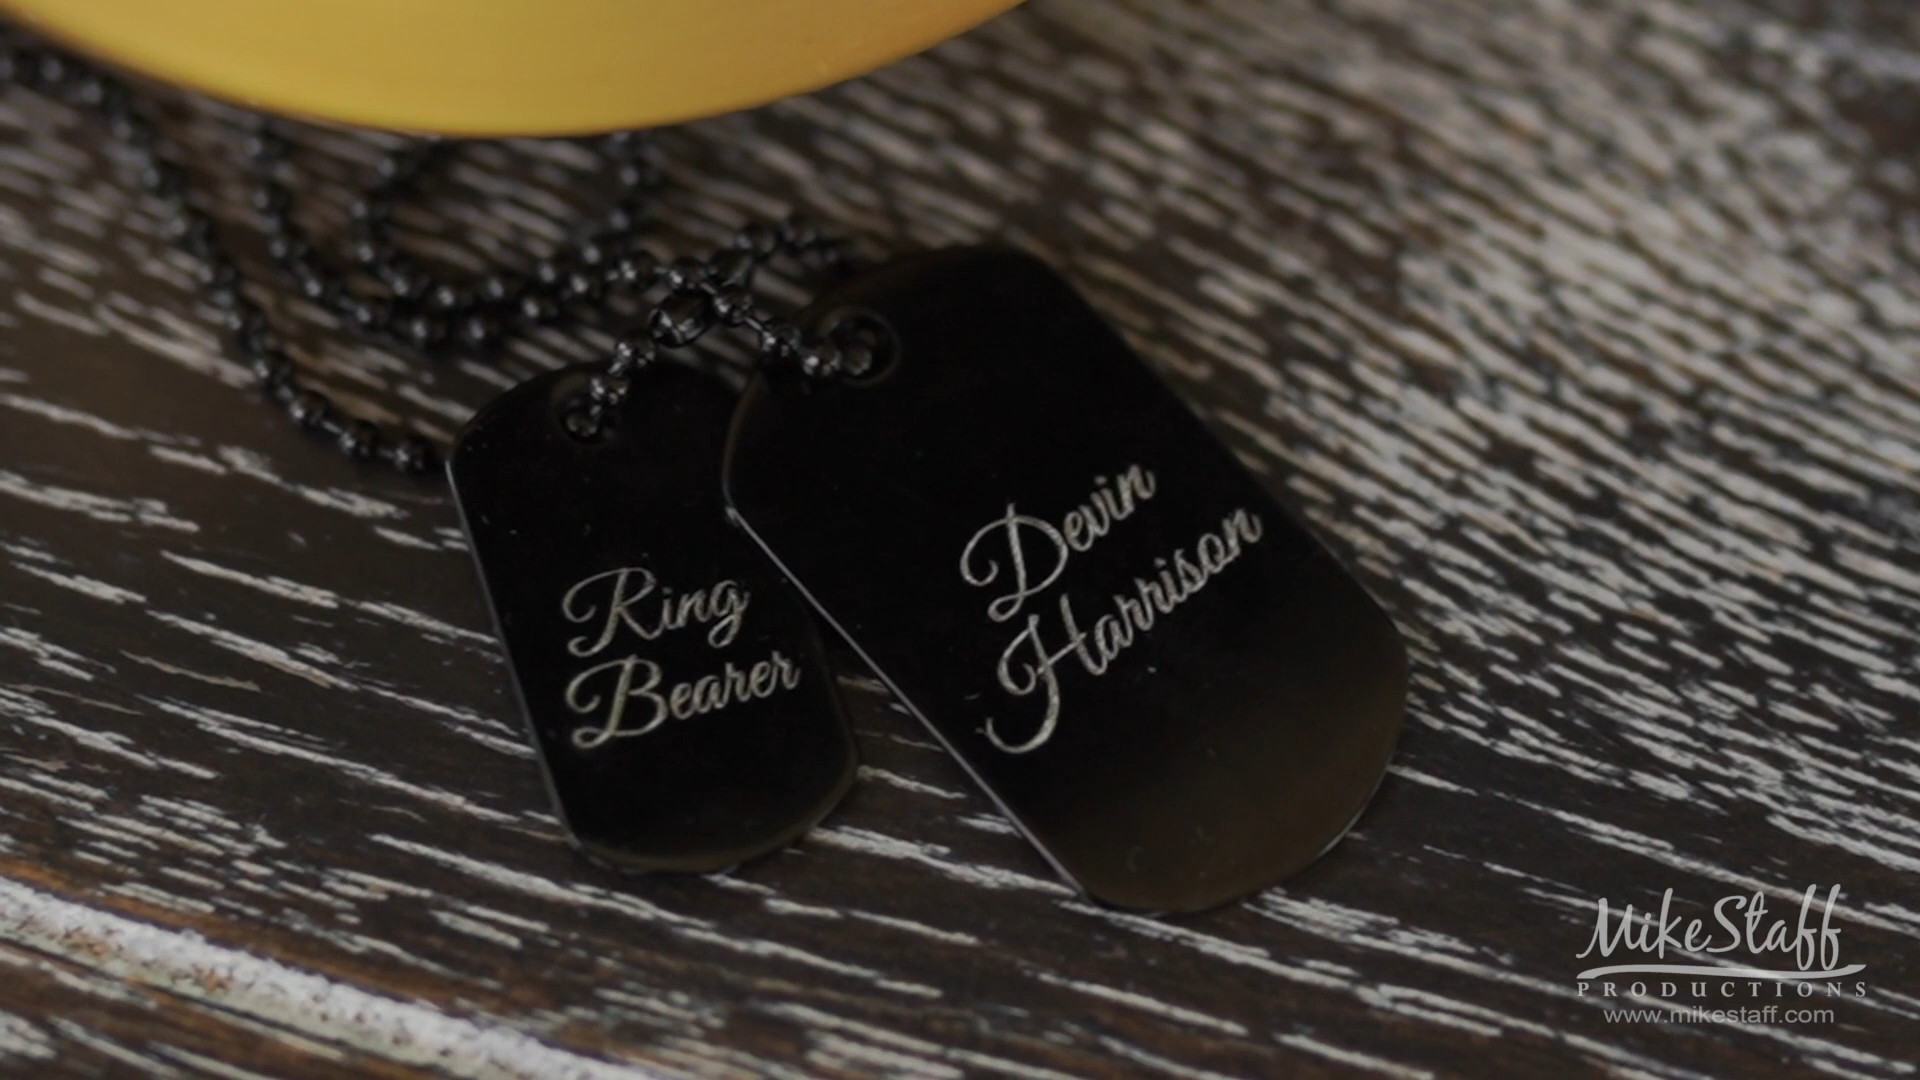 Ring
Bearer
Devin
Harrison
MikeStaff
PRODUCTIONS
www.mikestaff.com